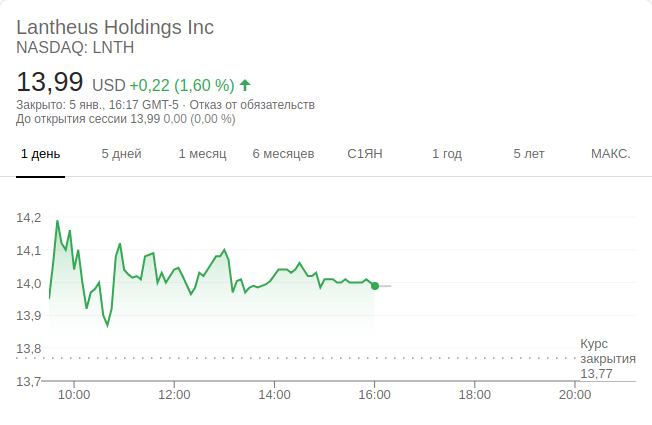 Lantheus Holdings Inc
NASDAQ: LNTH
13,99 USD +0,22 (1,60 %)
Закрыто: 5 янв., 16:17 GMT-5 · Отказ от обязательств
До открытия сессии 13,99 0,00 (0,00 %)
1 день 5 дней 1 месяц 6 месяцев С1ЯН 1 год 5 лет МАКС.
14,2
14,1
14,0
13,9
13,8
13,7
Курс
закрытия
13,77
10:00 12:00 14:00 16:00 18:00 20:00